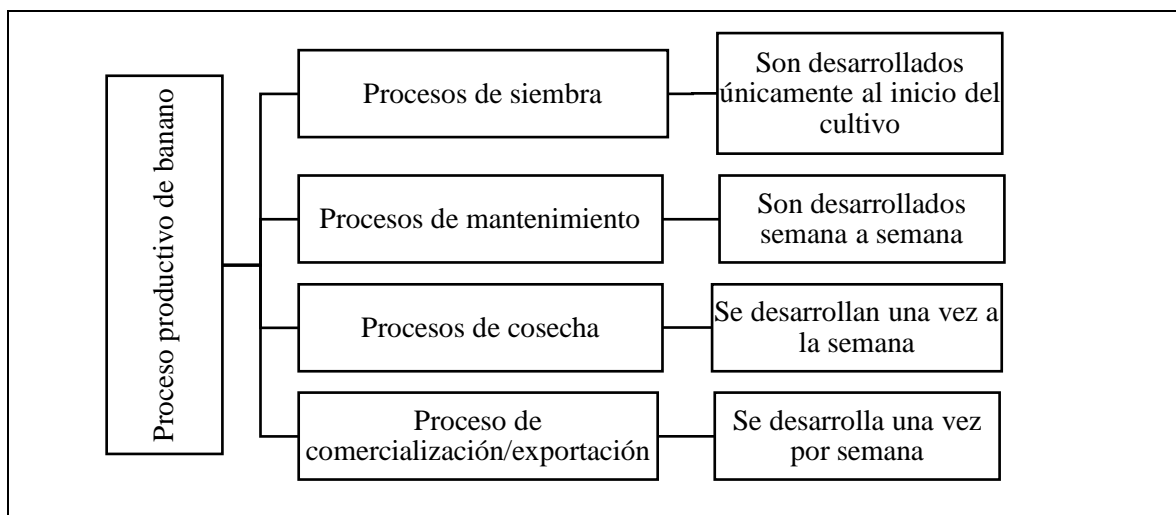 Proceso productivo de banano
Procesos de siembra
Son desarrollados
únicamente al inicio del
cultivo
Procesos de mantenimiento
Son desarrollados
semana a semana
Procesos de cosecha
Se desarrollan una vez a
la semana
Proceso de
comercialización/exportación
Se desarrolla una vez
por semana